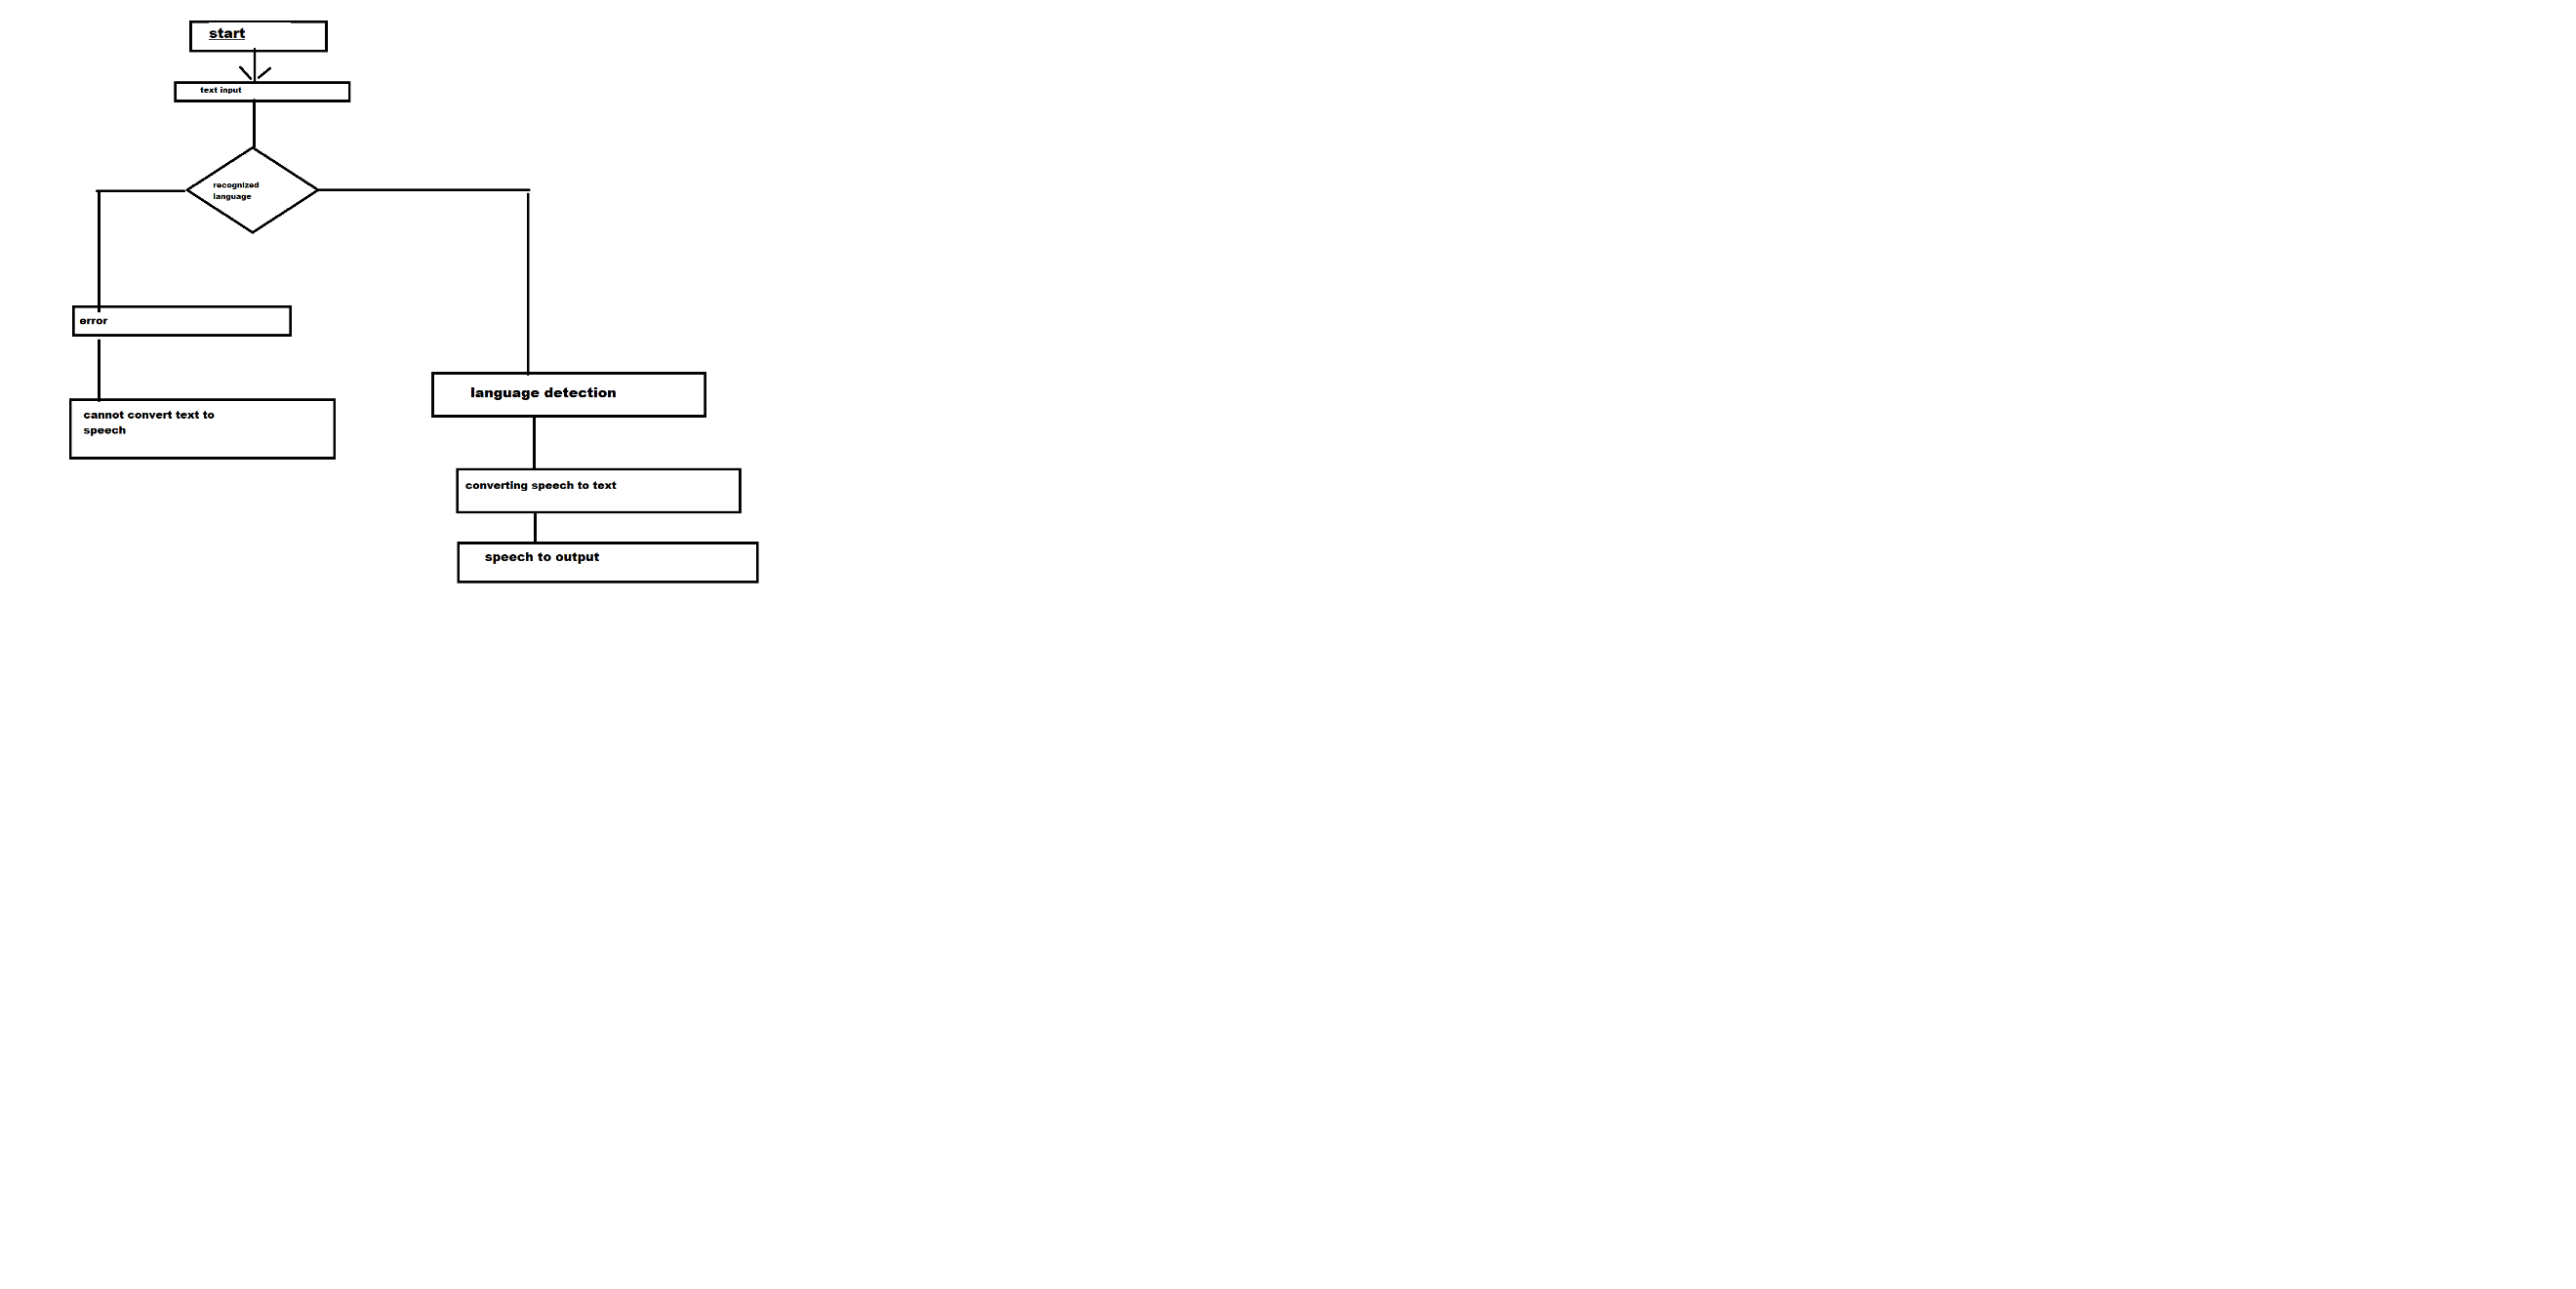 start
text input
recognized
language
error
cannot convert text to
speech
language detection
converting speech to text
speech to output